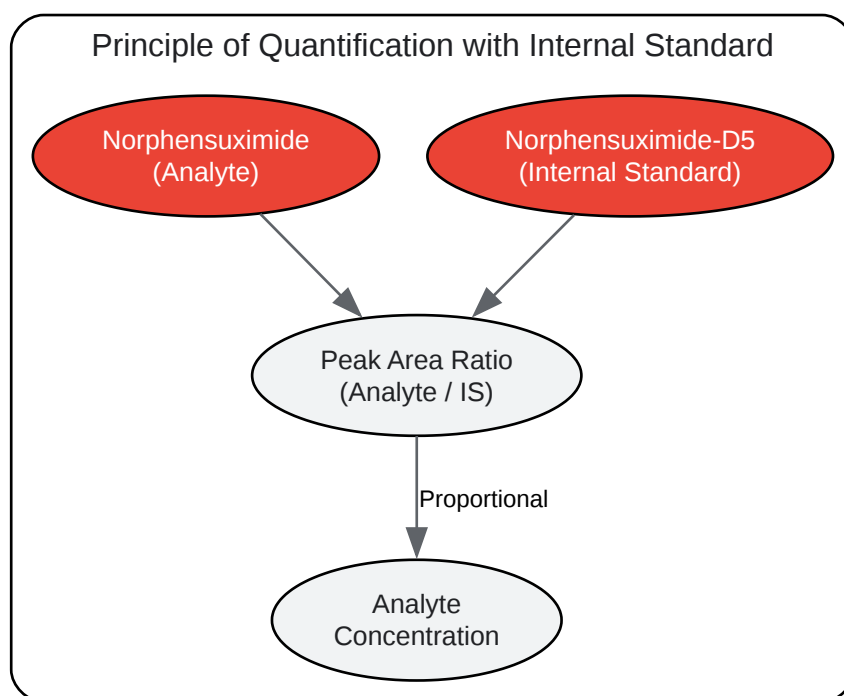 Principle of Quantification with Internal Standard
Norphensuximide
(Analyte)
Norphensuximide-D5
(Internal Standard)
Peak Area Ratio
(Analyte / IS)
Proportional
Analyte
Concentration